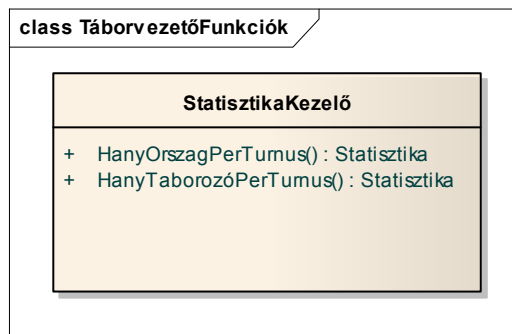 class TáborvezetőFunkciók
StatisztikaKezelő
+ HanyOrszagPerTurnus() : Statisztika
+ HanyTaborozóPerTurnus() : Statisztika